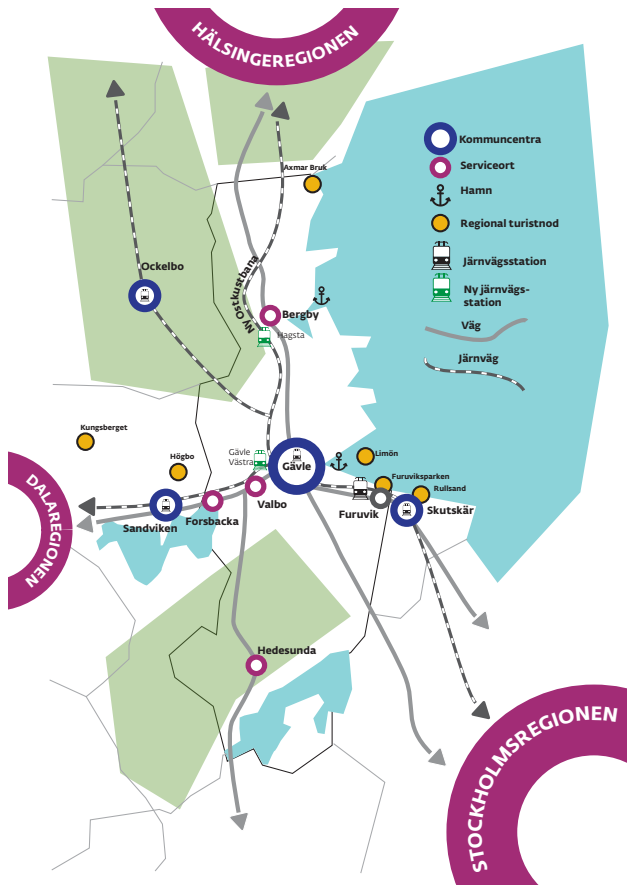 HÄLSINGEREGIONEN
Kommuncentra
Serviceort
Axmar Bruk
Hamn
Regional turistnod
Järnvägsstation
Ockelbo
Ny Ostkustbana
Ny järnvägs-
station
Bergby
Väg
Hagsta
Järnväg
Kungsberget
Högbo
Gävle
Västra
Gävle
Limön
Furuviksparken
Rullsand
DALAREGIONEN
Sandviken
Forsbacka
Valbo
Furuvik
Skutskär
Hedesunda
STOCKHOLMSREGIONEN